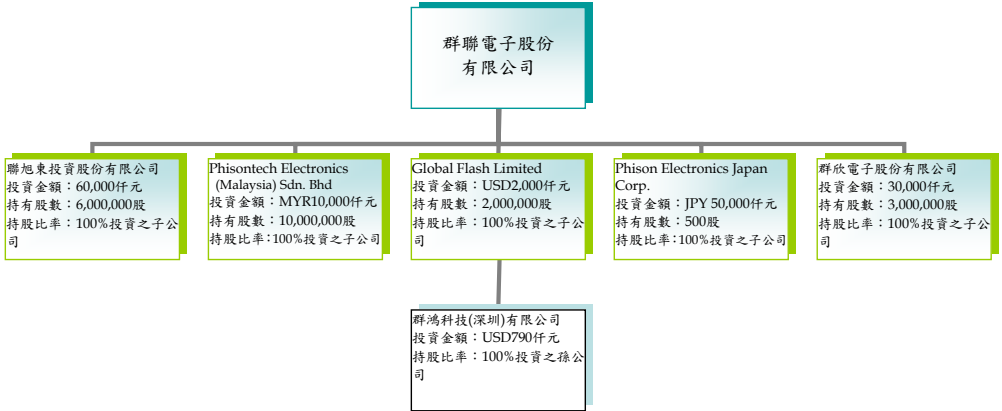 群聯電子股份
有限公司
聯旭東投資股份有限公司
投資金額：60,000仟元
持有股數：6,000,000股
持股比率：100%投資之子公
司
Phisontech Electronics
(Malaysia) Sdn. Bhd
投資金額：MYR10,000仟元
持有股數：10,000,000股
持股比率：100%投資之子公司
Global Flash Limited
投資金額：USD2,000仟元
持有股數：2,000,000股
持股比率：100%投資之子公
司
Phison Electronics Japan
Corp.
投資金額：JPY 50,000仟元
持有股數：500股
持股比率：100%投資之子公司
群欣電子股份有限公司
投資金額：30,000仟元
持有股數：3,000,000股
持股比率：100%投資之子公
司
群鴻科技(深圳)有限公司
投資金額：USD790仟元
持股比率：100%投資之孫公
司